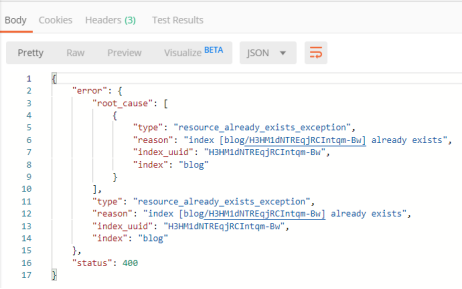 Body Cookies Headers (3) Test Results
Pretty Raw Preview Visualize BETA JSON
1 {
2 "error": {
3 "root_cause": [
4 {
5 "type": "resource_already_exists_exception",
6 "reason": "index [blog/H3HM1dNTREqjRCIntqm-Bw] already exists",
7 "index_uuid": "H3HM1dNTREqjRCIntqm-Bw",
8 "index": "blog"
9 }
10 ],
11 "type": "resource_already_exists_exception",
12 "reason": "index [blog/H3HM1dNTREqjRCIntqm-Bw] already exists",
13 "index_uuid": "H3HM1dNTREqjRCIntqm-Bw",
14 "index": "blog"
15 },
16 "status": 400
17 }